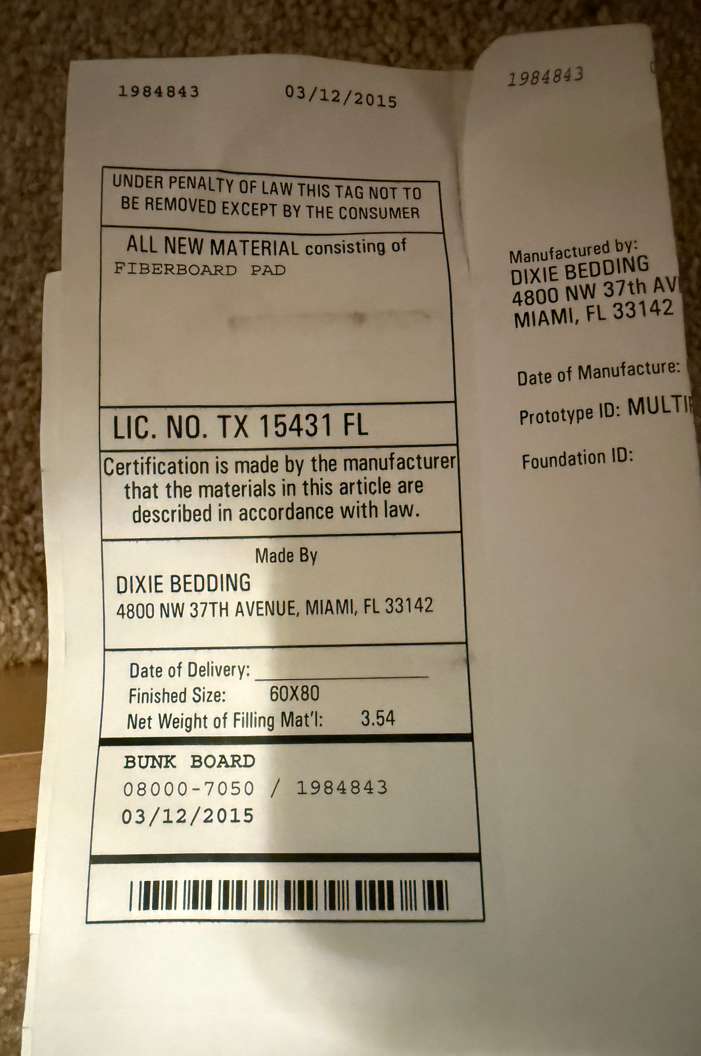 1984843 03/12/2015
UNDER PENALTY OF LAW THIS TAG NOT TO
BE REMOVED EXCEPT BY THE CONSUMER
ALL NEW MATERIAL consisting of
FIBERBOARD PAD
LIC. NO. TX 15431 FL
Certification is made by the manufacturer
that the materials in this article are
described in accordance with law.
Made By
DIXIE BEDDING
4800 NW 37TH AVENUE, MIAMI, FL 33142
Date of Delivery:
Finished Size: 60X80
Net Weight of Filling Mat'l: 3.54
BUNK BOARD
08000-7050 / 1984843
03/12/2015
1984843
Manufactured by:
DIXIE BEDDING
4800 NW 37th AV
MIAMI, FL 33142
Date of Manufacture:
Prototype ID: MULTI
Foundation ID: